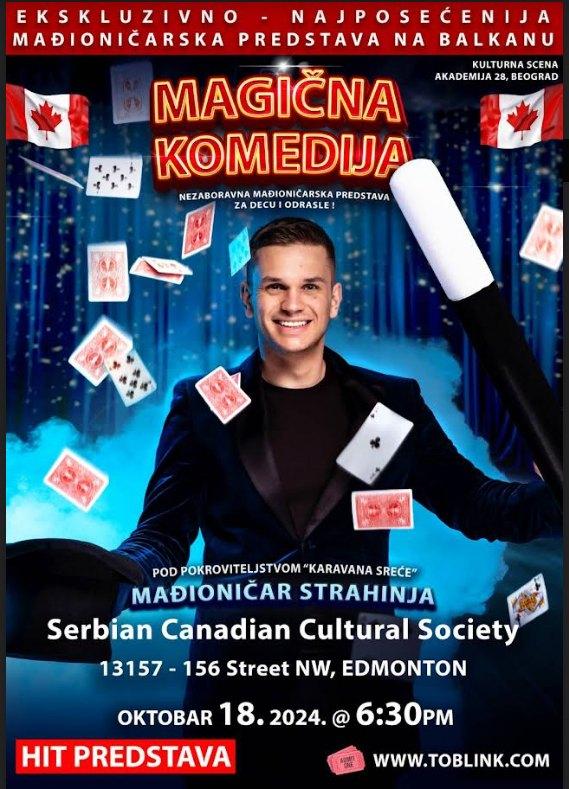 EKSKLUZIVNO - NAJPOSEĆENIJA
MAĐIONIČARSKA PREDSTAVA NA BALKANU
KULTURNA SCENA
AKADEMIJA 28, BEOGRAD
MAGIČNA
KOMEDIJA
NEZABORAVNA MAĐIONIČARSKA PREDSTAVA
ZA DECU I ODRASLE !
POD POKROVITELJSTVOM "KARAVANA SREĆE"
MAĐIONIČAR STRAHINJA
Serbian Canadian Cultural Society
13157 - 156 Street NW, EDMONTON
OKTOBAR 18. 2024. @ 6:30PM
HIT PREDSTAVA
ADMIT
ONE
WWW.TOBLINK.COM